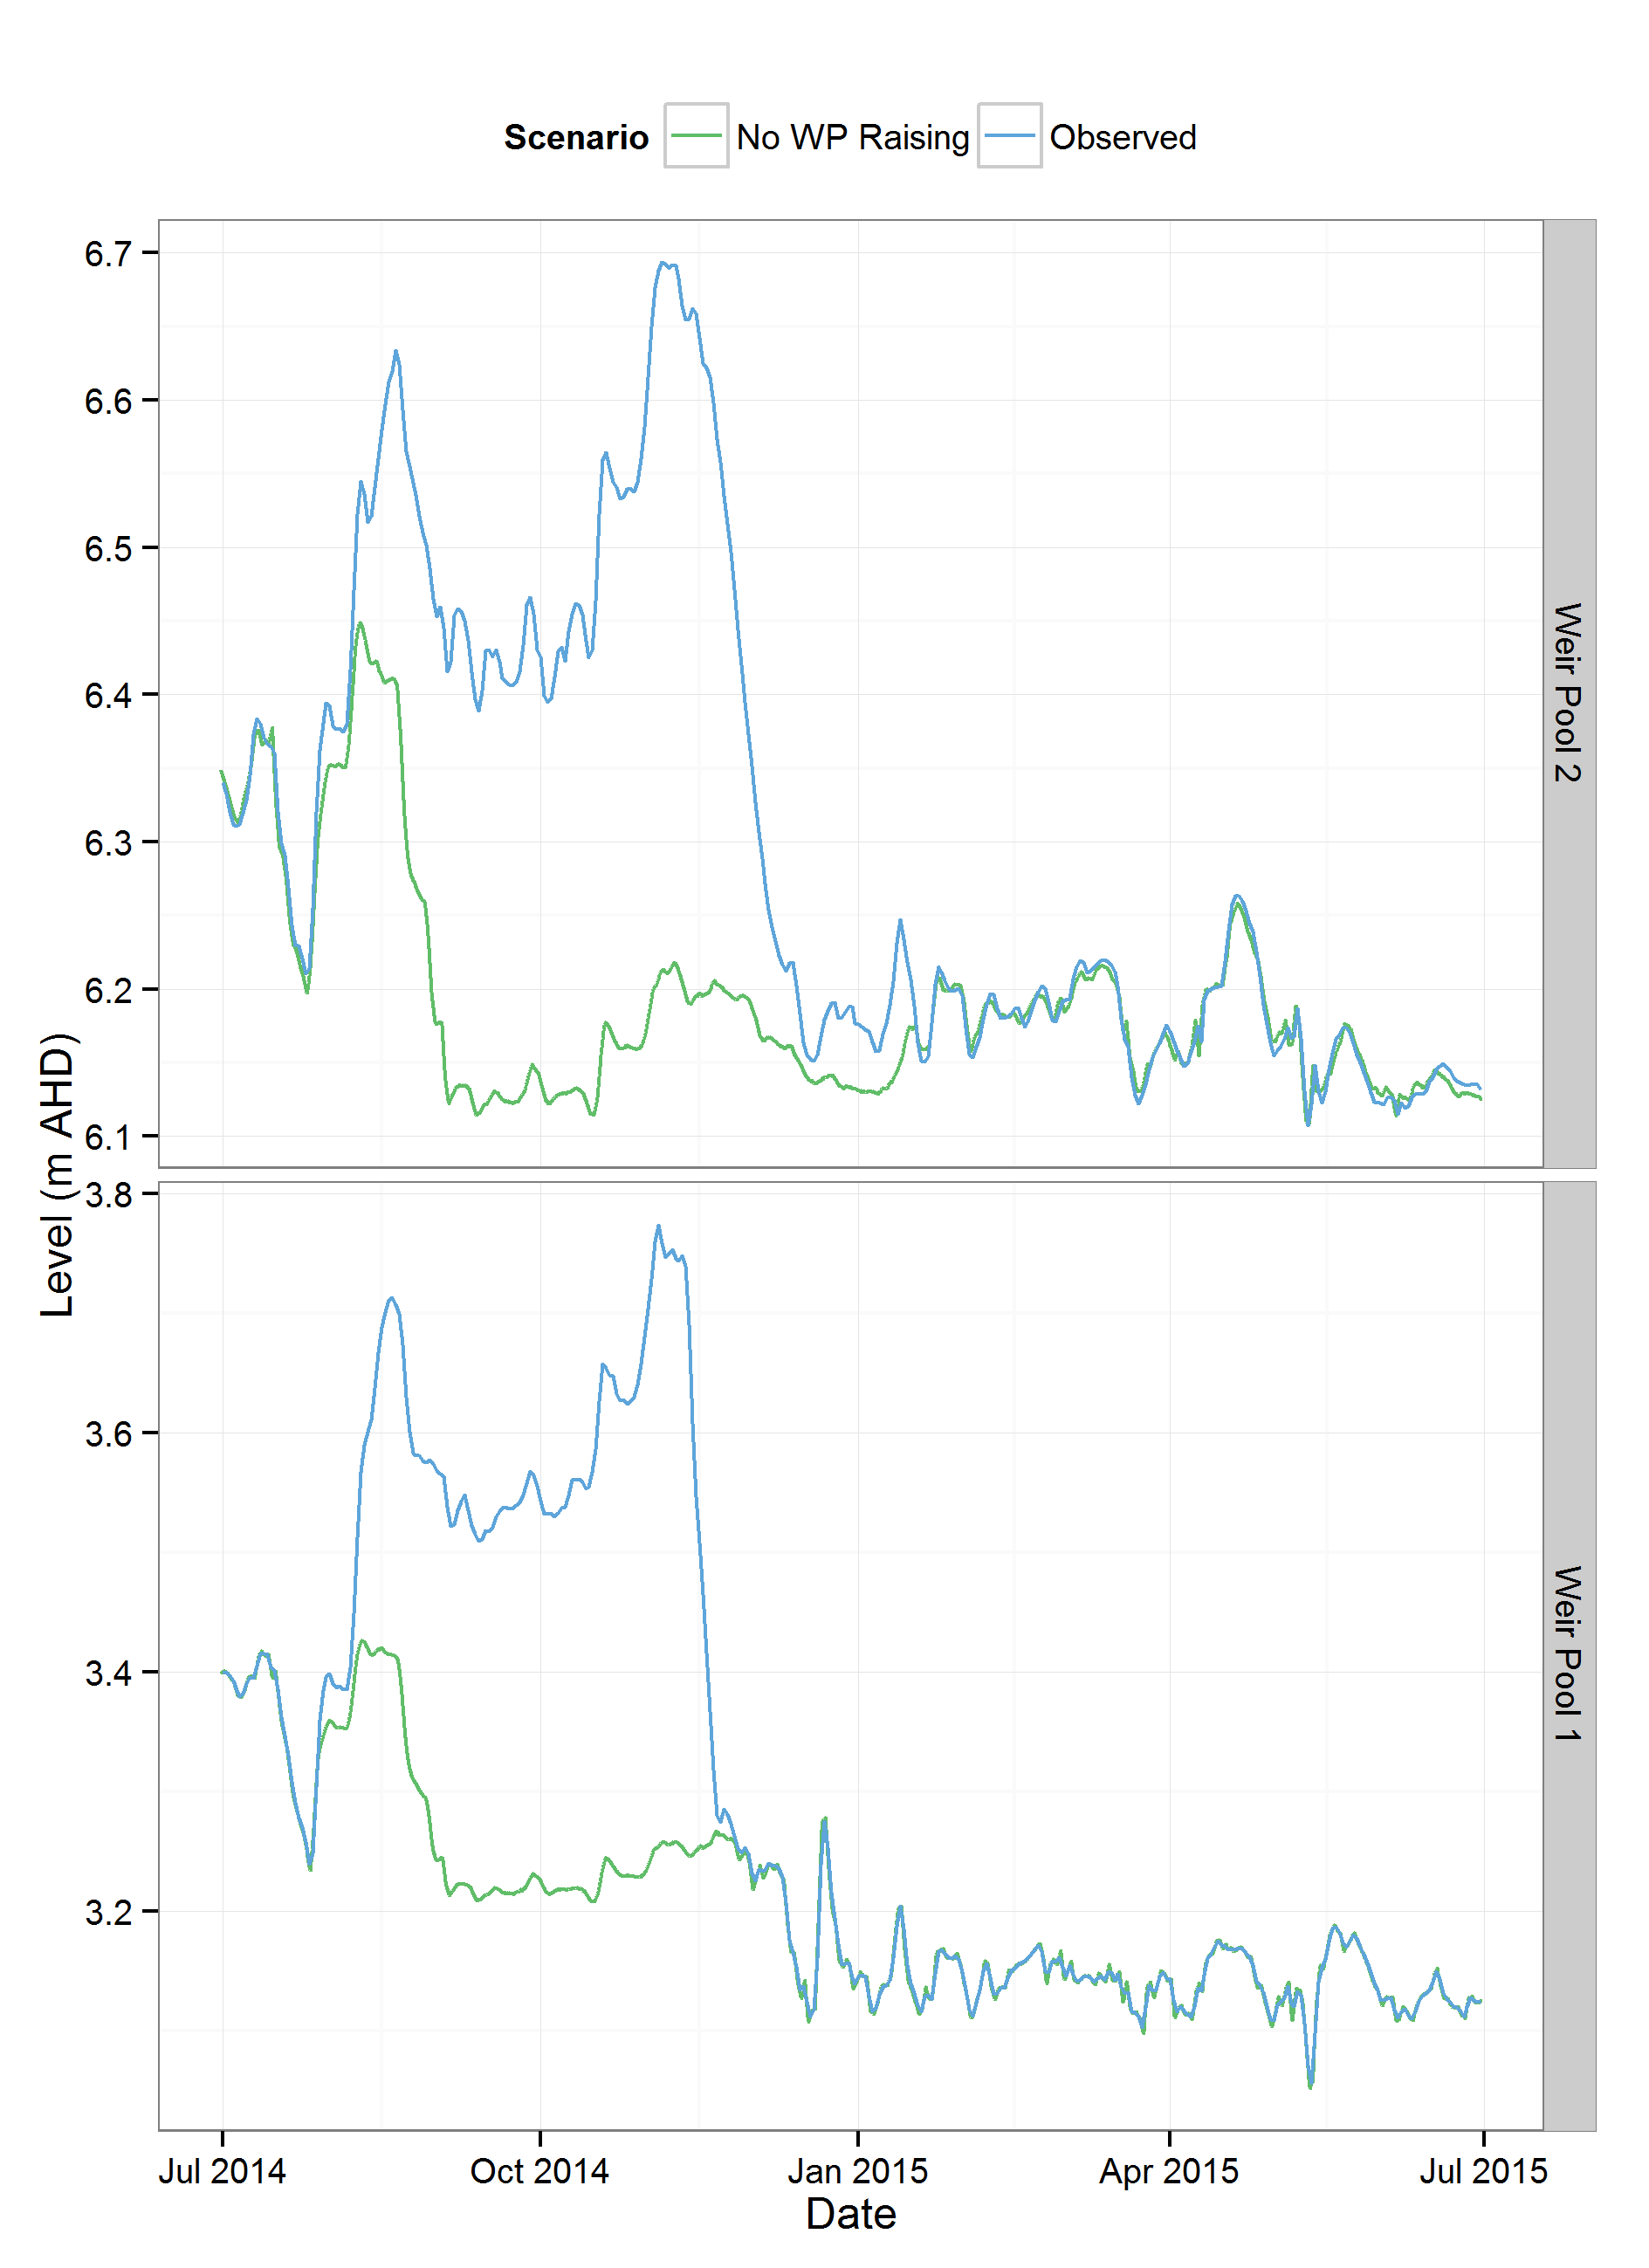 Scenario No WP Raising Observed
6.7
6.6
6.5
6.4
6.3
6.2
6.1
Weir Pool 2
Level (m AHD)
3.8
3.6
3.4
3.2
Weir Pool 1
Jul 2014 Oct 2014 Jan 2015 Apr 2015 Jul 2015
Date